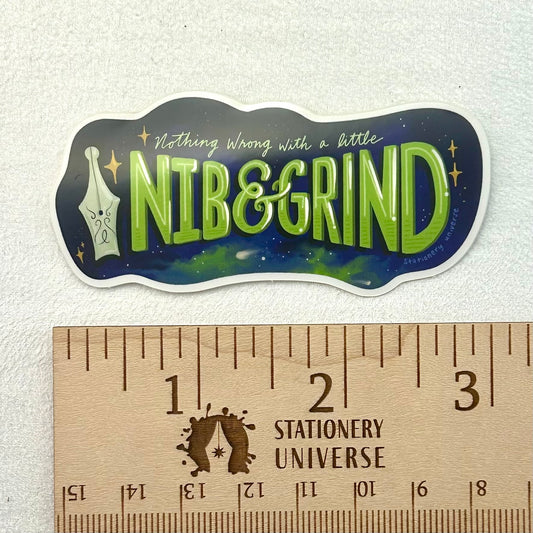 Nothing Wrong with a little
NIB&GRIND
Stationery Universe
1 2 3
STATIONERY
UNIVERSE
15 14 13 12 11 10 9 8